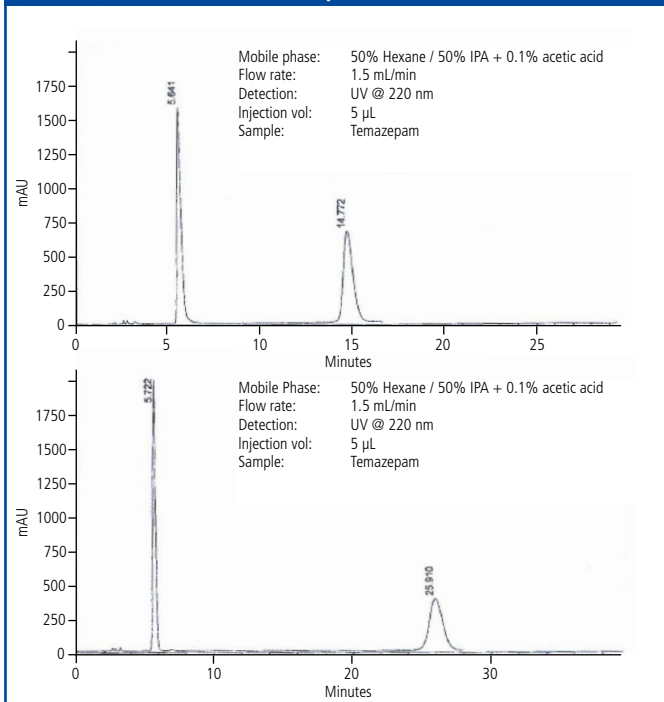 Mobile phase: 50% Hexane / 50% IPA + 0.1% acetic acid
Flow rate: 1.5 mL/min
Detection: UV @ 220 nm
Injection vol: 5 µL
Sample: Temazepam
5.641
14.772
mAU
1750
1500
1250
1000
750
500
250
0
0 5 10 15 20 25
Minutes
Mobile Phase: 50% Hexane / 50% IPA + 0.1% acetic acid
Flow rate: 1.5 mL/min
Detection: UV @ 220 nm
Injection vol: 5 µL
Sample: Temazepam
5.722
25.910
mAU
1750
1500
1250
1000
750
500
250
0
0 10 20 30
Minutes